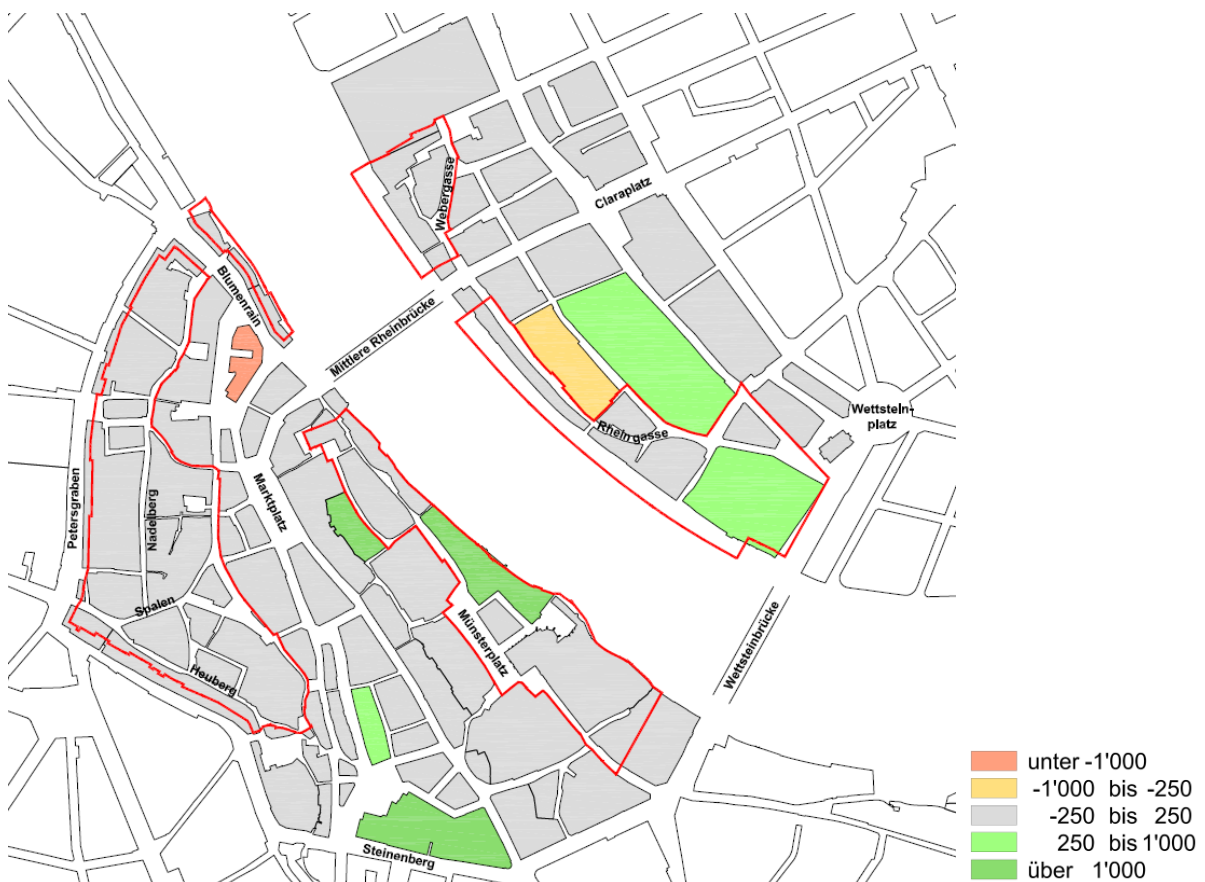 Webergasse
Claraplatz
Blumenrain
Mittlere Rheinbrücke
Wettstein-
platz
Rheingasse
Marktplatz
Petersgraben
Nadelberg
Spalen
Münsterplatz
Wettsteinbrücke
Heuberg
Steinenberg
unter -1'000
-1'000 bis -250
-250 bis 250
250 bis 1'000
über 1'000